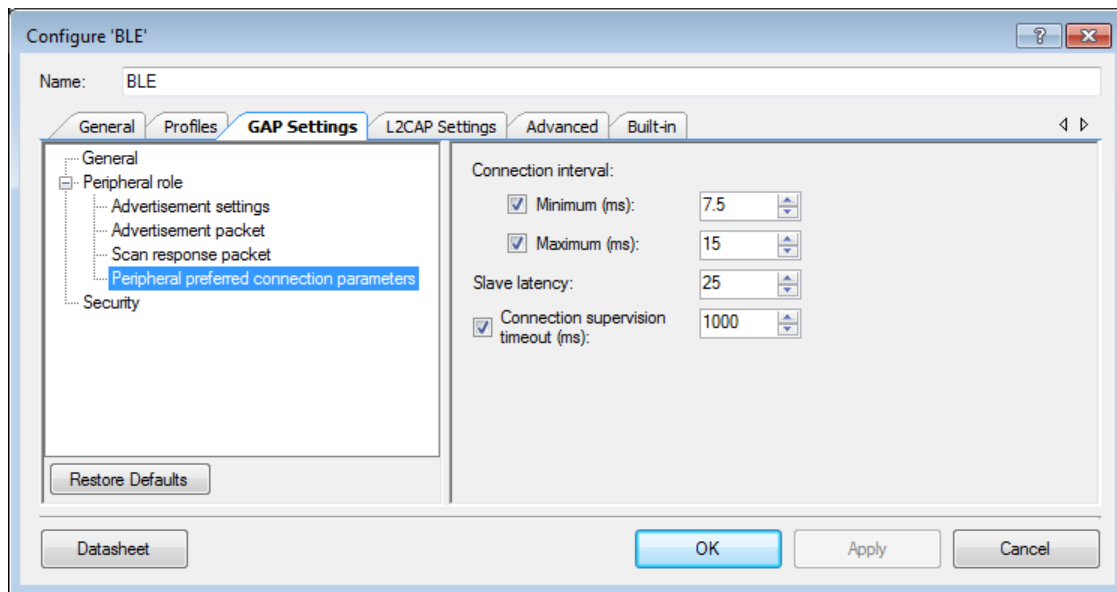 Configure 'BLE'
Name: BLE
General Profiles GAP Settings L2CAP Settings Advanced Built-in
General
Peripheral role
Advertisement settings
Advertisement packet
Scan response packet
Peripheral preferred connection parameters
Security
Restore Defaults
Connection interval:
Minimum (ms): 7.5
Maximum (ms): 15
Slave latency: 25
Connection supervision
timeout (ms): 1000
Datasheet OK Apply Cancel